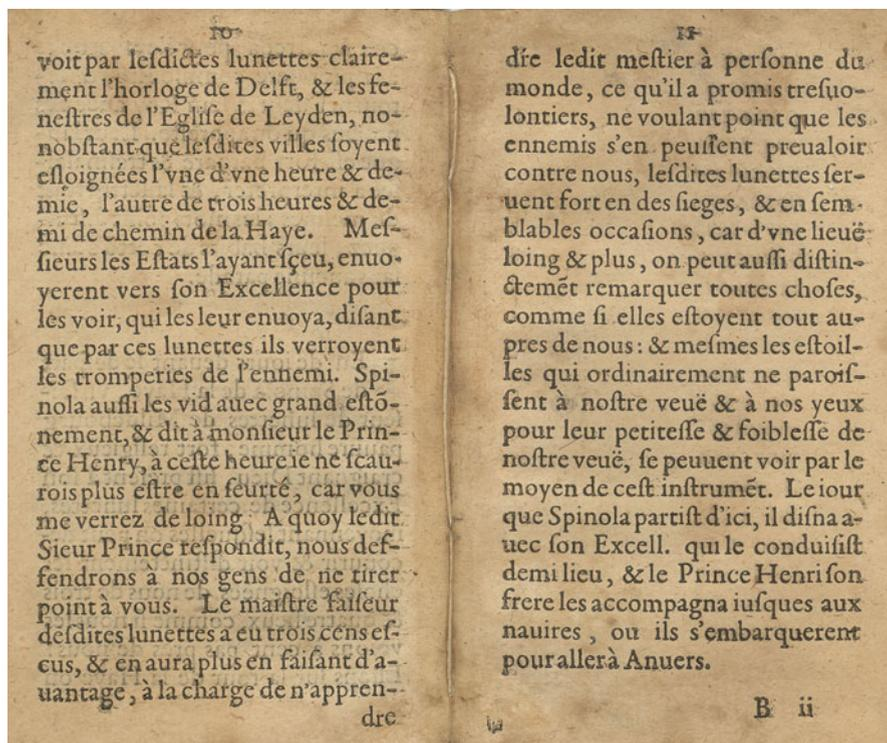 10
voit par leſdictes lunettes claire-
ment l'horloge de Delft, & les fe-
neſtres de l'Egliſe de Leyden, no-
nobſtant que leſdites villes ſoyent
eſloignées l'vne d'vne heure & de-
mie, l'autre de trois heures & de-
mi de chemin de la Haye. Meſ-
ſieurs les Eſtats l'ayant ſçeu, enuo-
yerent vers ſon Excellence pour
les voir, qui les leur enuoya, diſant
que par ces lunettes ils verroyent
les tromperies de l'ennemi. Spi-
nola auſſi les vid auec grand eſtõ-
nement, & dit à monſieur le Prin-
ce Henry, à ceſte heure ie ne ſcau-
rois plus eſtre en ſeurté, car vous
me verrez de loing A quoy ledit
Sieur Prince reſpondit, nous def-
fendrons à nos gens de ne tirer
point à vous. Le maiſtre faiſeur
deſdites lunettes a eu trois cens eſ-
cus, & en aura plus en faiſant d'a-
uantage, à la charge de n'appren-
dre
11
dre ledit meſtier à perſonne du
monde, ce qu'il a promis treſuo-
lontiers, ne voulant point que les
ennemis s'en peuſſent preualoir
contre nous, leſdites lunettes ſer-
uent fort en des ſieges, & en ſem-
blables occaſions, car d'vne lieuë
loing & plus, on peut auſſi diſtin-
ctemẽt remarquer toutes choſes,
comme ſi elles eſtoyent tout au-
pres de nous : & meſmes les eſtoil-
les qui ordinairement ne paroiſ-
ſent à noſtre veuë & à nos yeux
pour leur petiteſſe & foibleſſe de
noſtre veuë, ſe peuuent voir par le
moyen de ceſt inſtrumẽt. Le iour
que Spinola partiſt d'ici, il diſna a-
uec ſon Excell. qui le conduiſiſt
demi lieu, & le Prince Henri ſon
frere les accompagna iuſques aux
nauires, ou ils s'embarquerent
pour aller à Anuers.
B ii